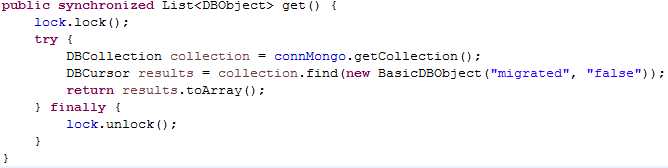 public synchronized List<DBObject> get() {
    lock.lock();
    try {
        DBCollection collection = connMongo.getCollection();
        DBCursor results = collection.find(new BasicDBObject("migrated", "false"));
        return results.toArray();
    } finally {
        lock.unlock();
    }
}